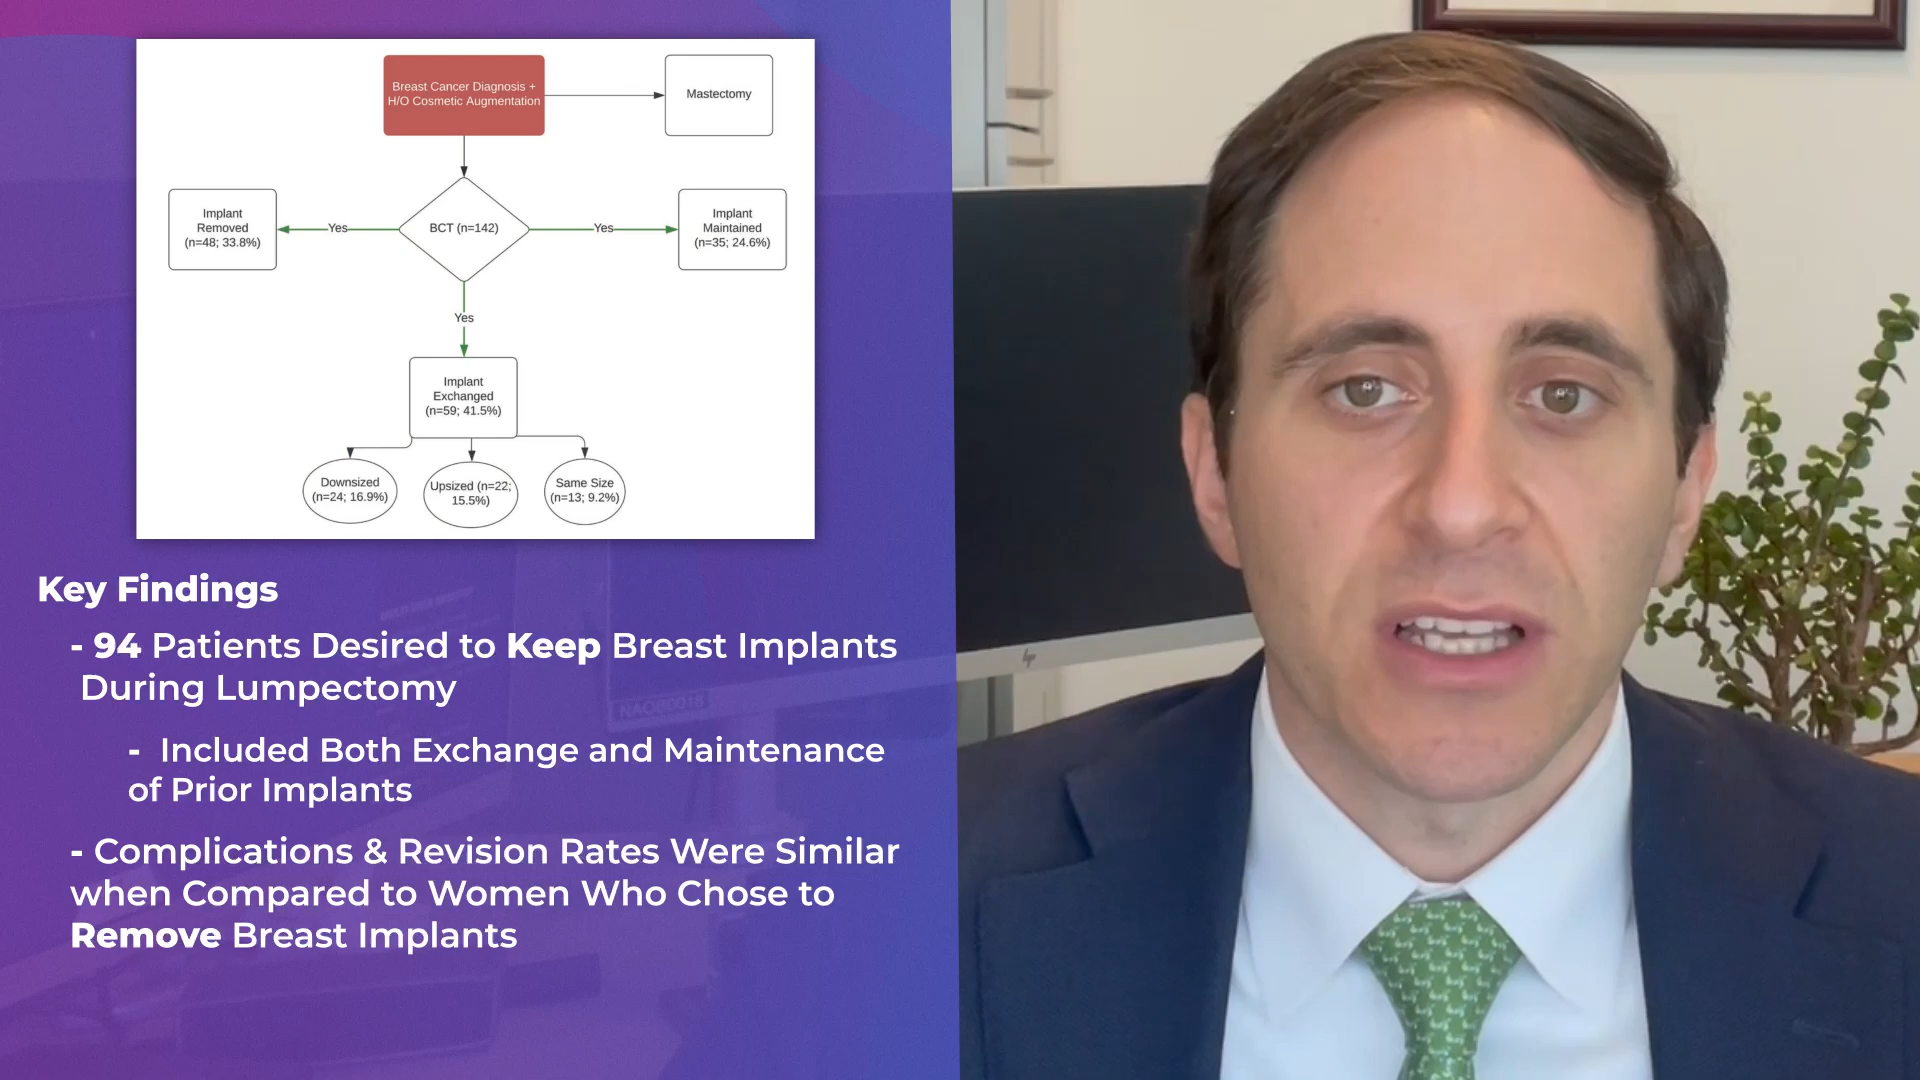 Breast Cancer Diagnosis +
H/O Cosmetic Augmentation
Mastectomy
Implant
Removed
(n=48; 33.8%)
Yes
BCT (n=142)
Yes
Implant
Maintained
(n=35; 24.6%)
Yes
Implant
Exchanged
(n=59; 41.5%)
Downsized
(n=24; 16.9%)
Upsized (n=22;
15.5%)
Same Size
(n=13; 9.2%)
Key Findings
- 94 Patients Desired to Keep Breast Implants
During Lumpectomy
- Included Both Exchange and Maintenance
of Prior Implants
- Complications & Revision Rates Were Similar
when Compared to Women Who Chose to
Remove Breast Implants
hp